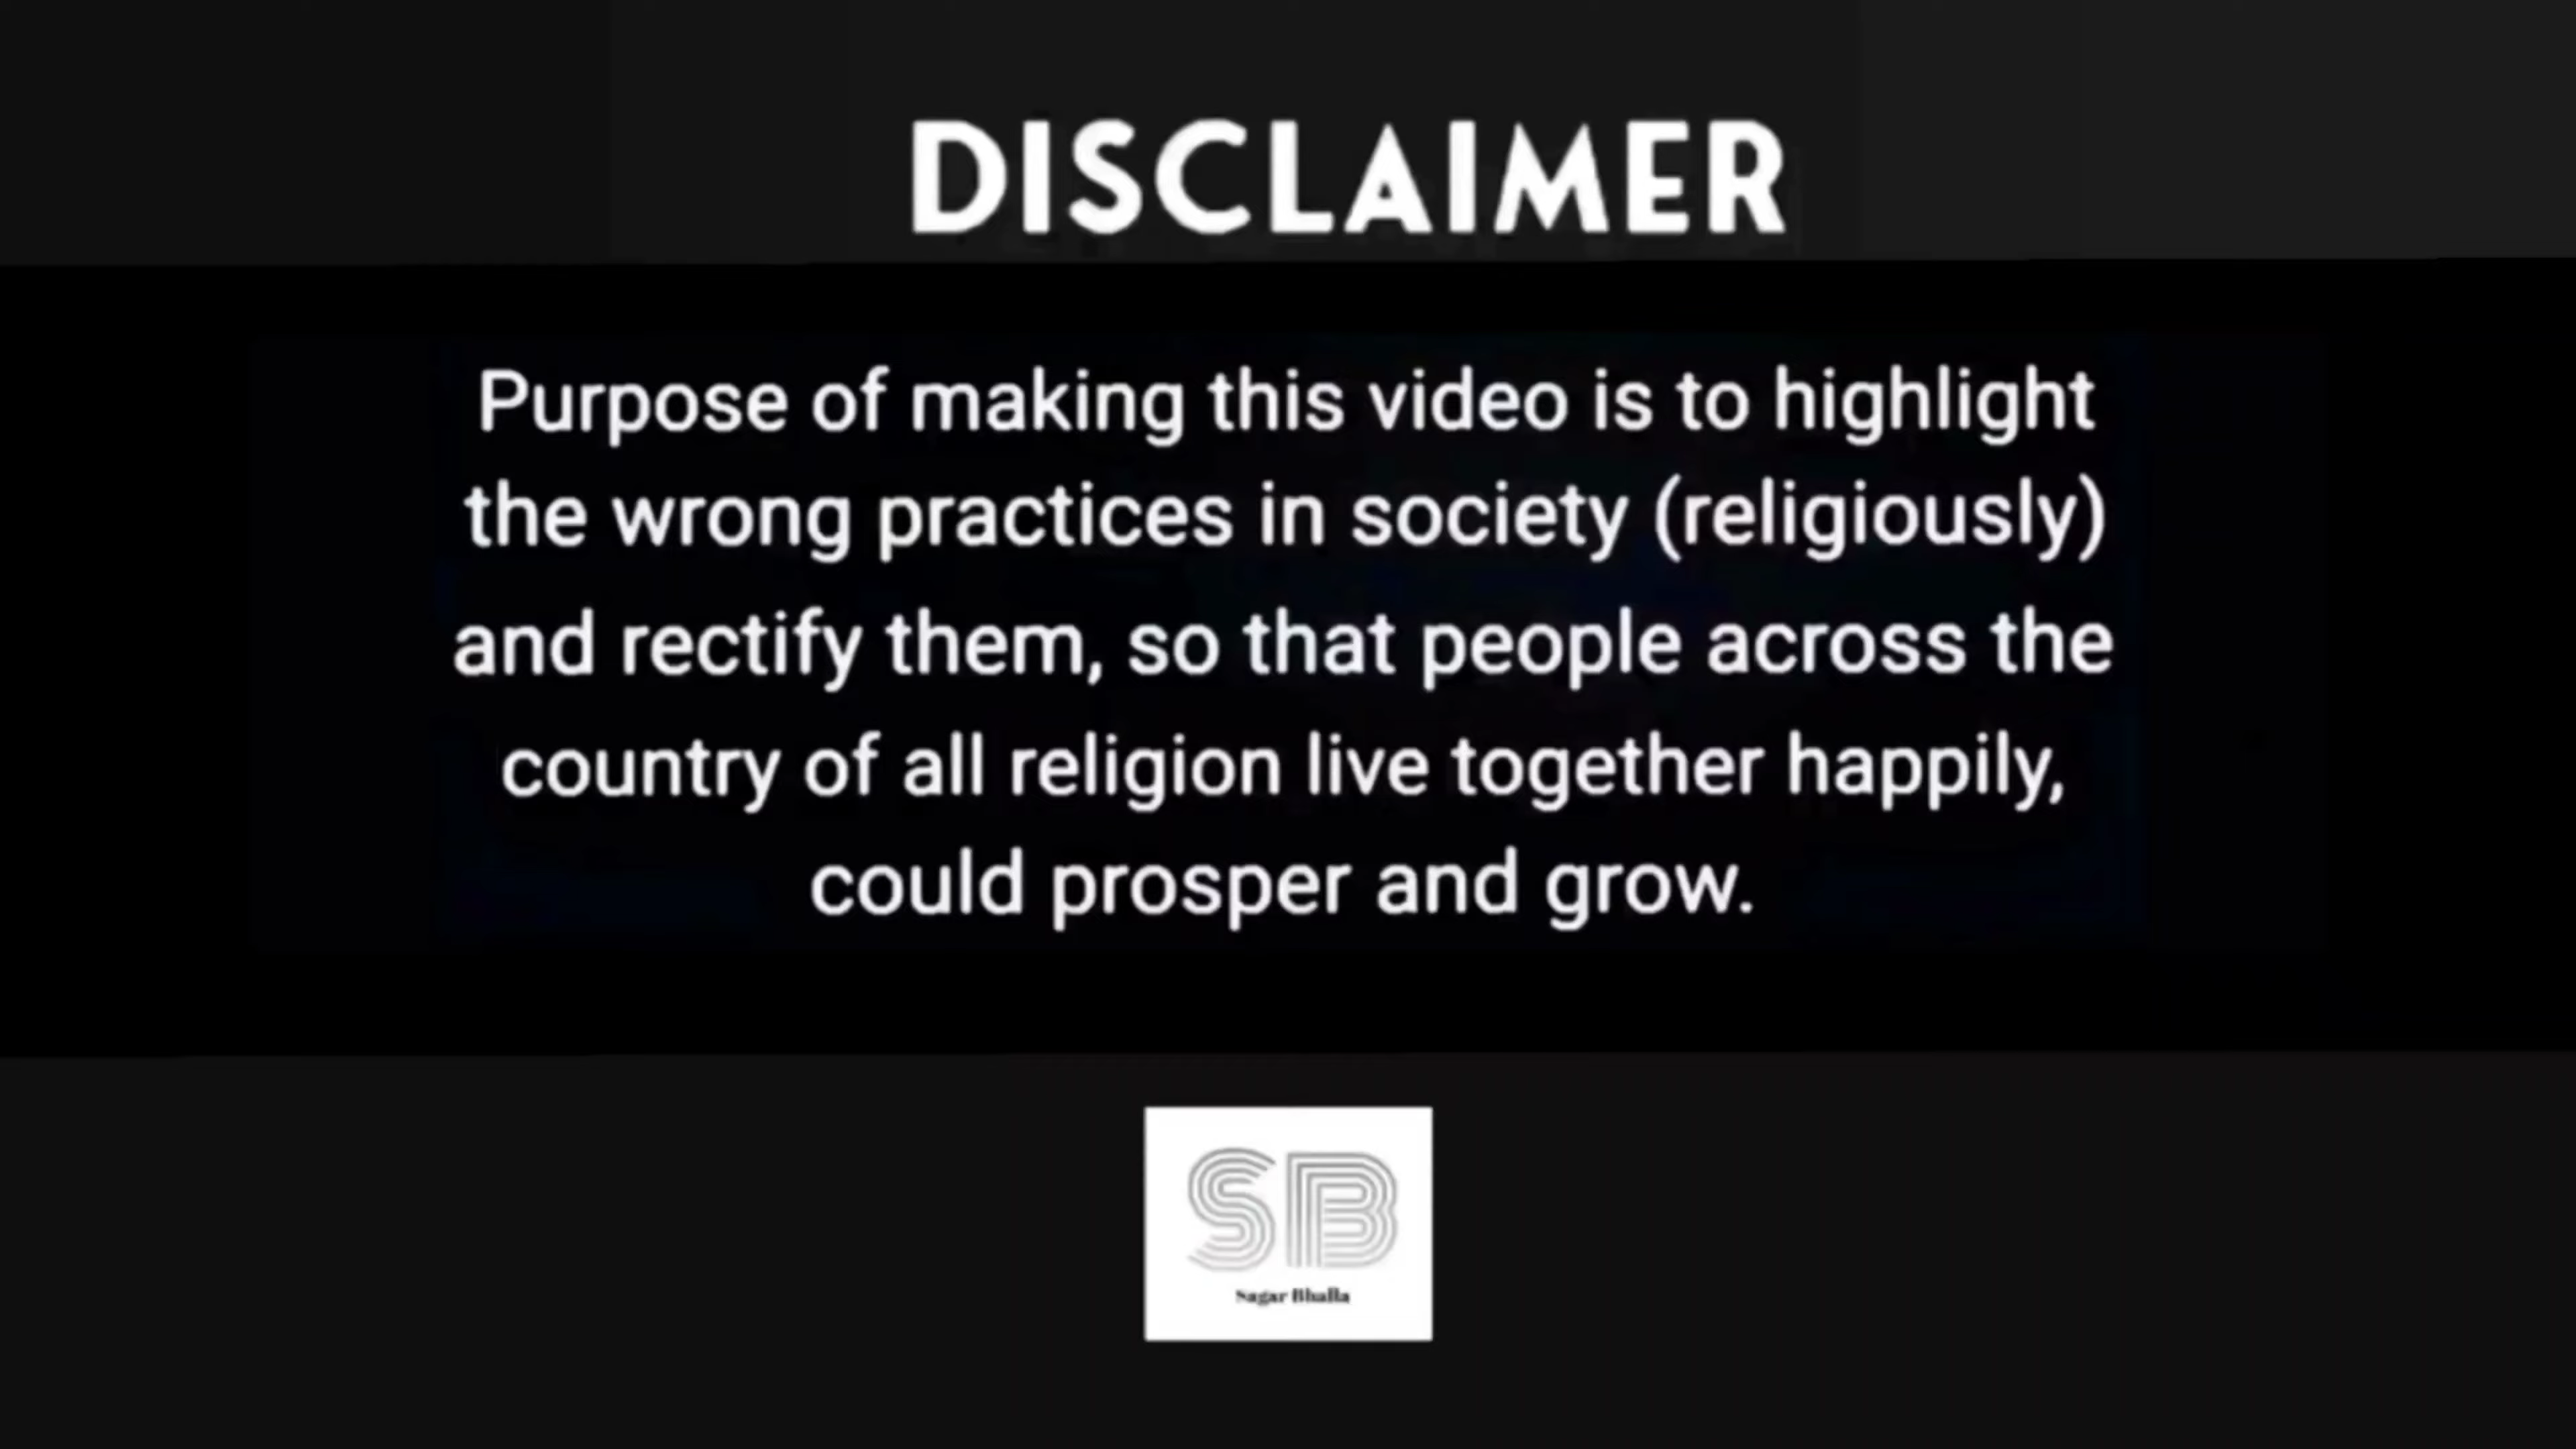 DISCLAIMER
Purpose of making this video is to highlight
the wrong practices in society (religiously)
and rectify them, so that people across the
country of all religion live together happily,
could prosper and grow.
SB
Sagar Bhalla